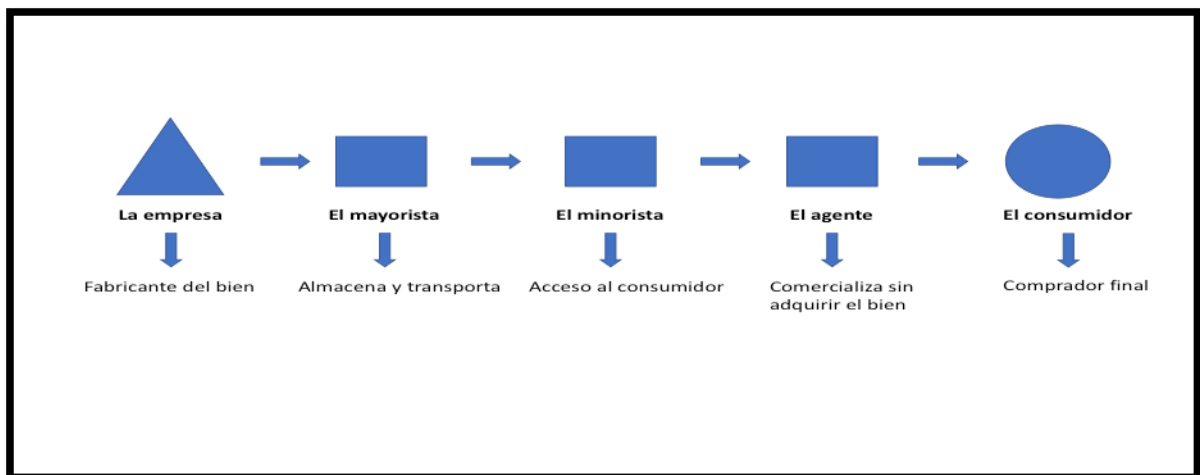 La empresa
El mayorista
El minorista
El agente
El consumidor
Fabricante del bien
Almacena y transporta
Acceso al consumidor
Comercializa sin
adquirir el bien
Comprador final